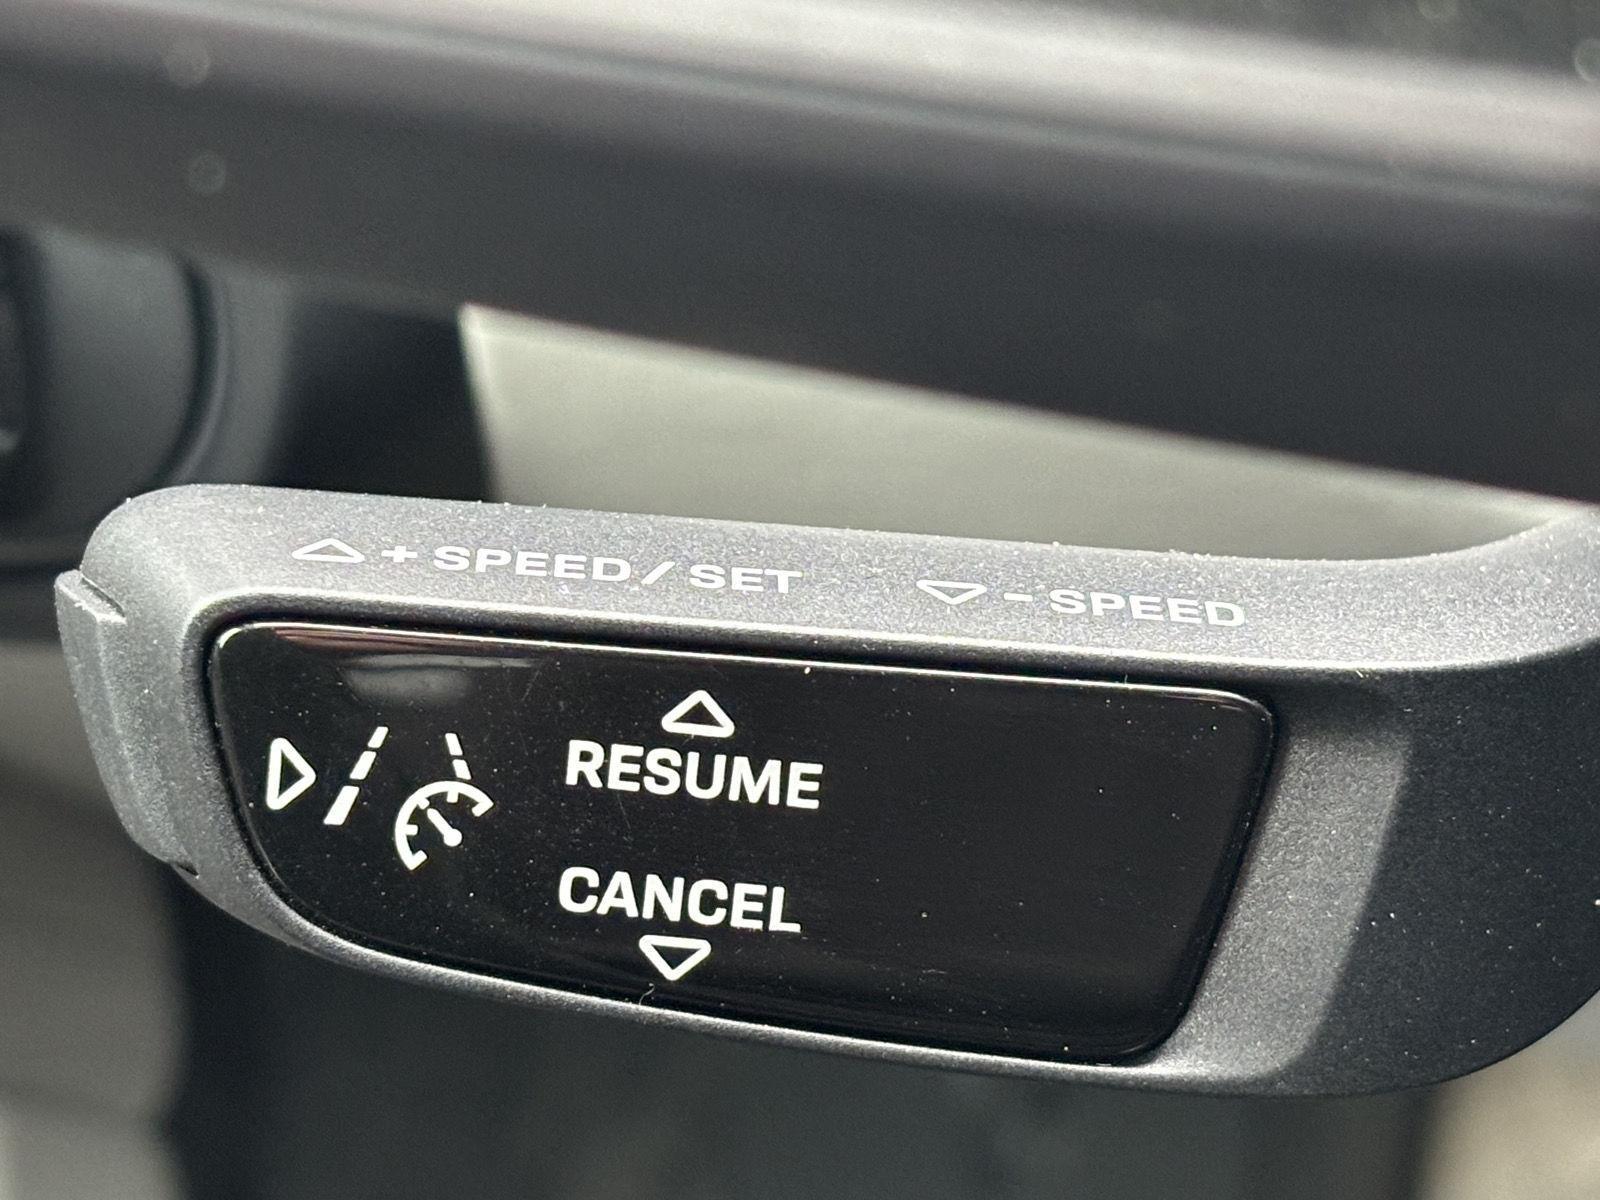 + SPEED / SET - SPEED
RESUME
CANCEL